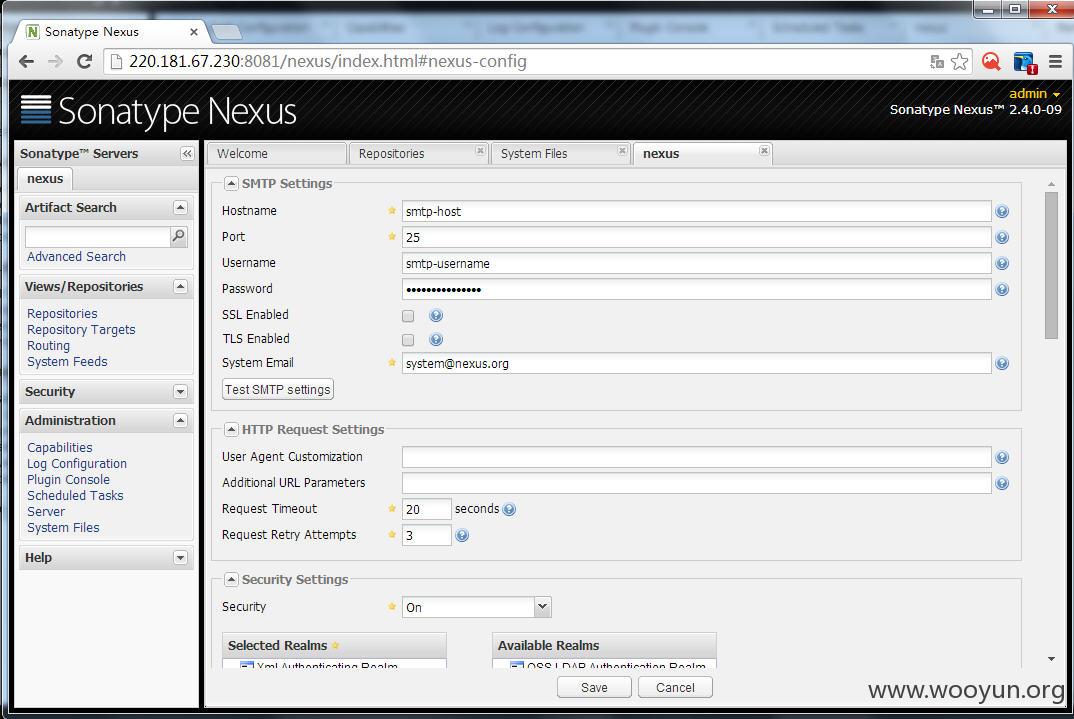 Sonatype Nexus
220.181.67.230:8081/nexus/index.html#nexus-config
Sonatype Nexus
admin
Sonatype Nexus™ 2.4.0-09
Sonatype™ Servers
nexus
Artifact Search
Advanced Search
Views/Repositories
Repositories
Repository Targets
Routing
System Feeds
Security
Administration
Capabilities
Log Configuration
Plugin Console
Scheduled Tasks
Server
System Files
Help
Welcome Repositories System Files nexus
SMTP Settings
Hostname smtp-host
Port 25
Username smtp-username
Password •••••••••••••••
SSL Enabled
TLS Enabled
System Email system@nexus.org
Test SMTP settings
HTTP Request Settings
User Agent Customization
Additional URL Parameters
Request Timeout 20 seconds
Request Retry Attempts 3
Security Settings
Security On
Selected Realms Available Realms
Xml Authenticating Realm OSS LDAP Authentication Realm
Save Cancel
www.wooyun.org